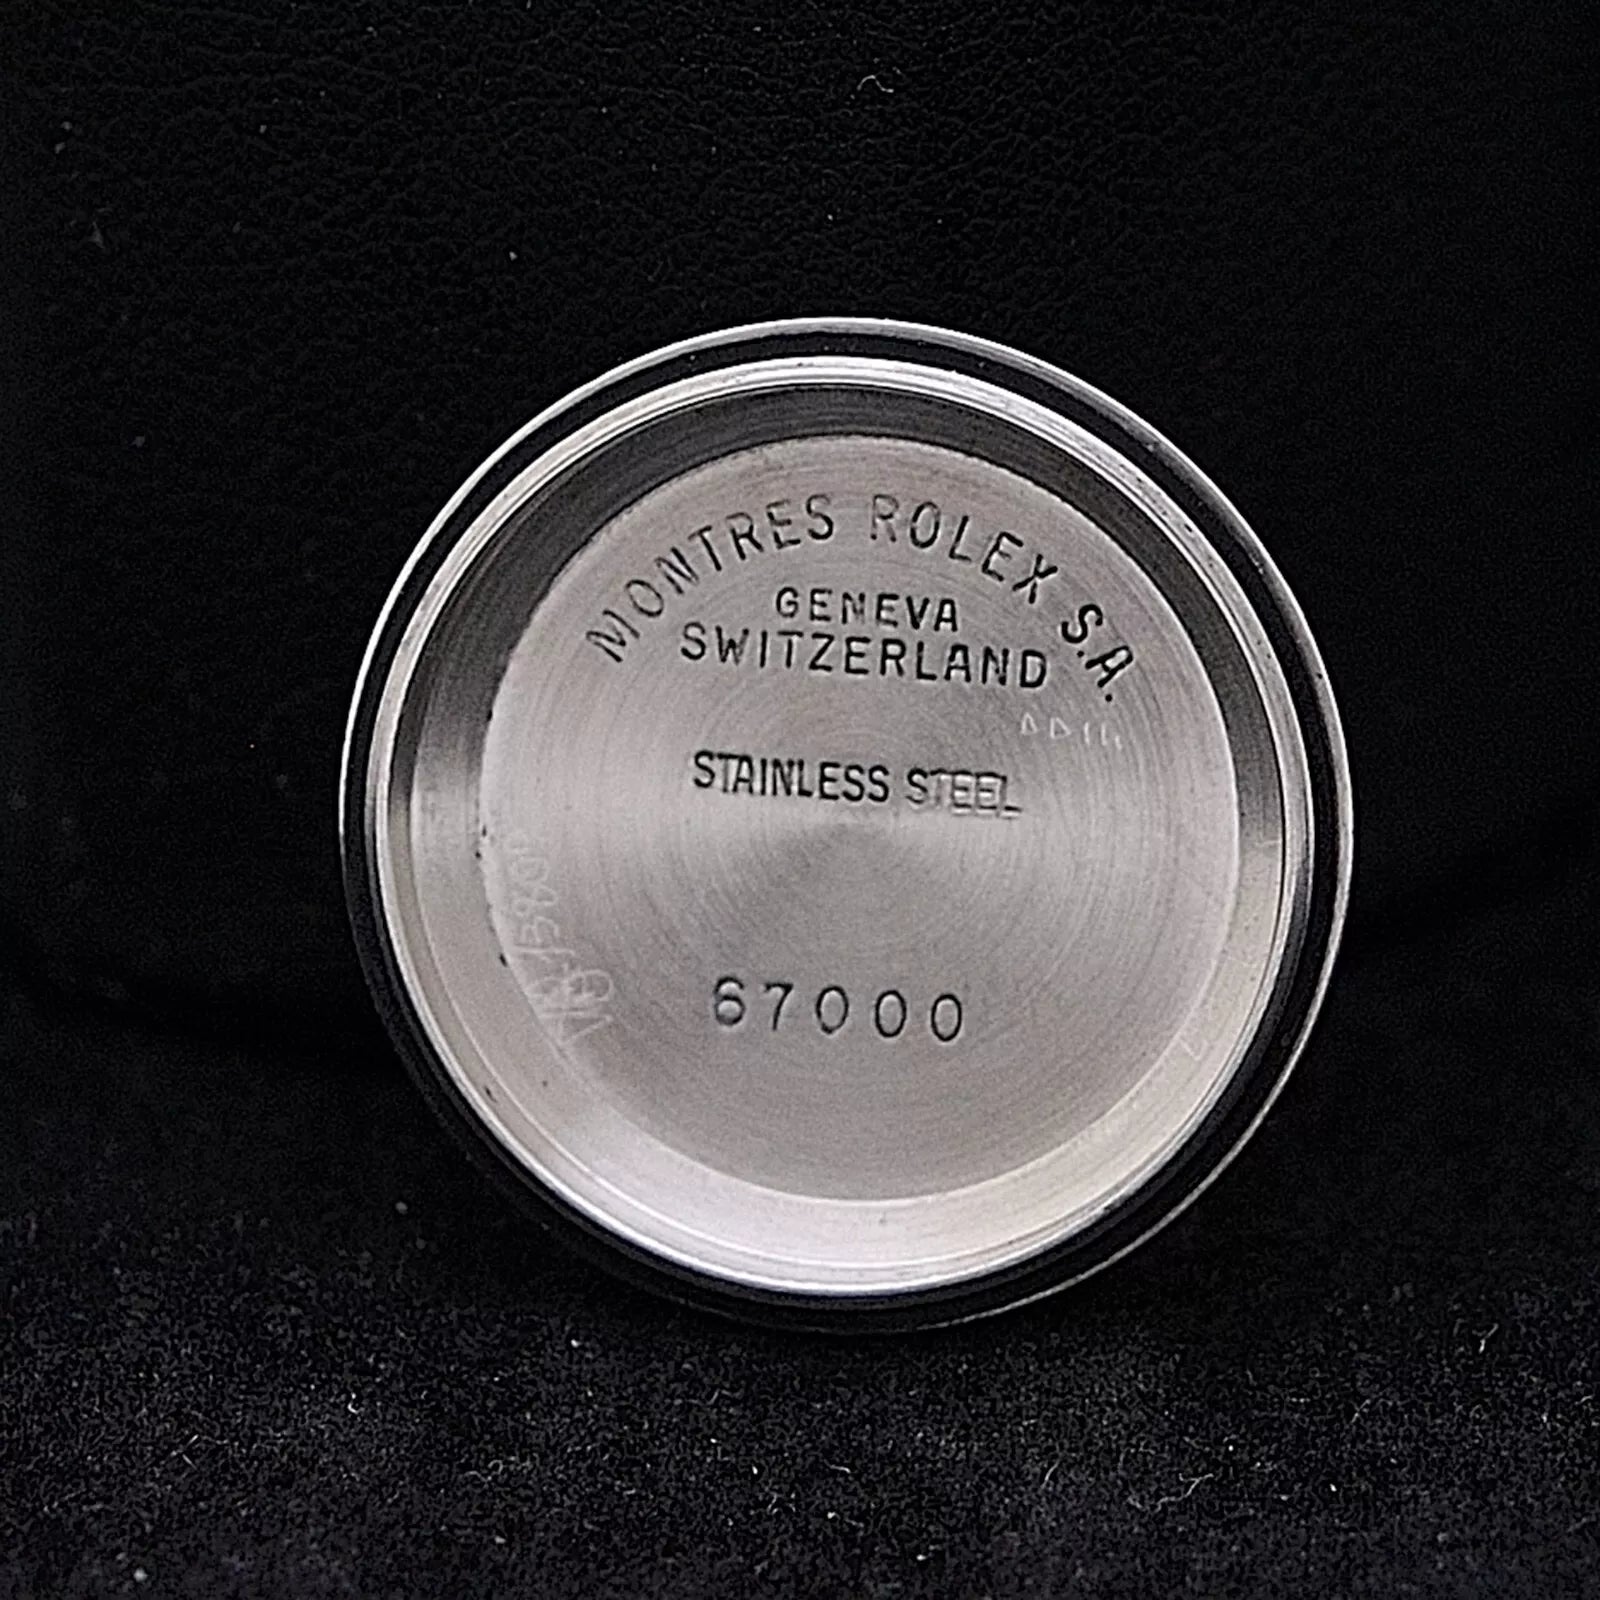 MONTRES ROLEX S.A.
GENEVA
SWITZERLAND
STAINLESS STEEL
67000